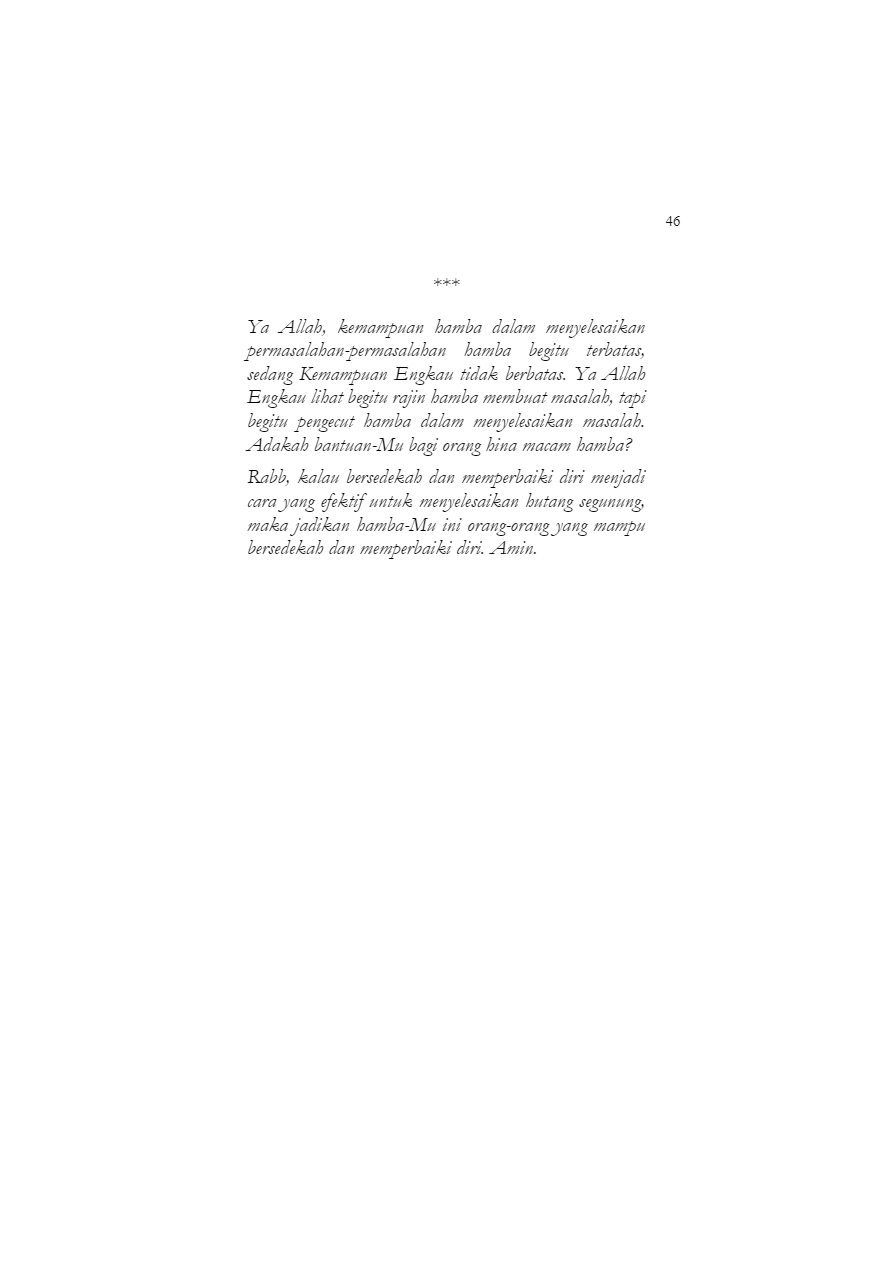 46
***
Ya Allah, kemampuan hamba dalam menyelesaikan
permasalahan-permasalahan hamba begitu terbatas,
sedang Kemampuan Engkau tidak berbatas. Ya Allah
Engkau lihat begitu rajin hamba membuat masalah, tapi
begitu pengecut hamba dalam menyelesaikan masalah.
Adakah bantuan-Mu bagi orang hina macam hamba?
Rabb, kalau bersedekah dan memperbaiki diri menjadi
cara yang efektif untuk menyelesaikan hutang segunung,
maka jadikan hamba-Mu ini orang-orang yang mampu
bersedekah dan memperbaiki diri. Amin.